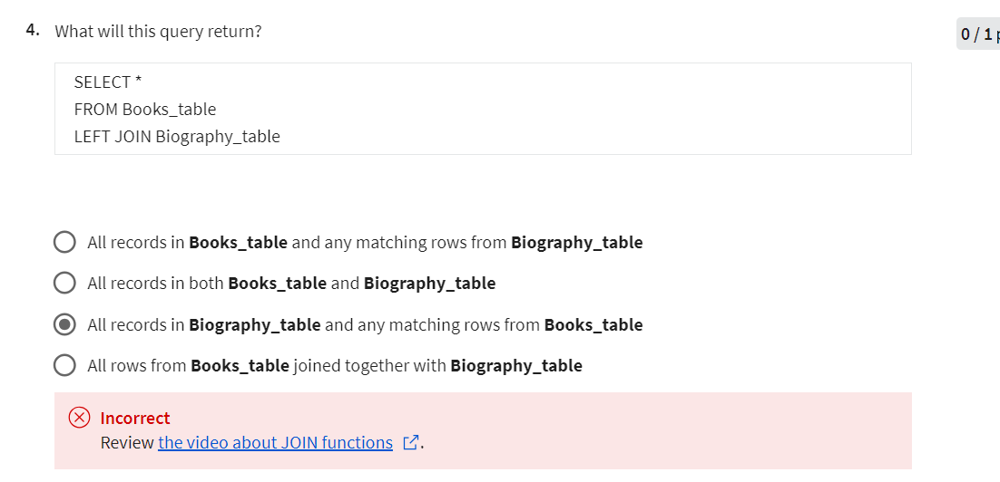 4. What will this query return?
0 / 1 p
SELECT *
FROM Books_table
LEFT JOIN Biography_table
All records in Books_table and any matching rows from Biography_table
All records in both Books_table and Biography_table
All records in Biography_table and any matching rows from Books_table
All rows from Books_table joined together with Biography_table
Incorrect
Review the video about JOIN functions .